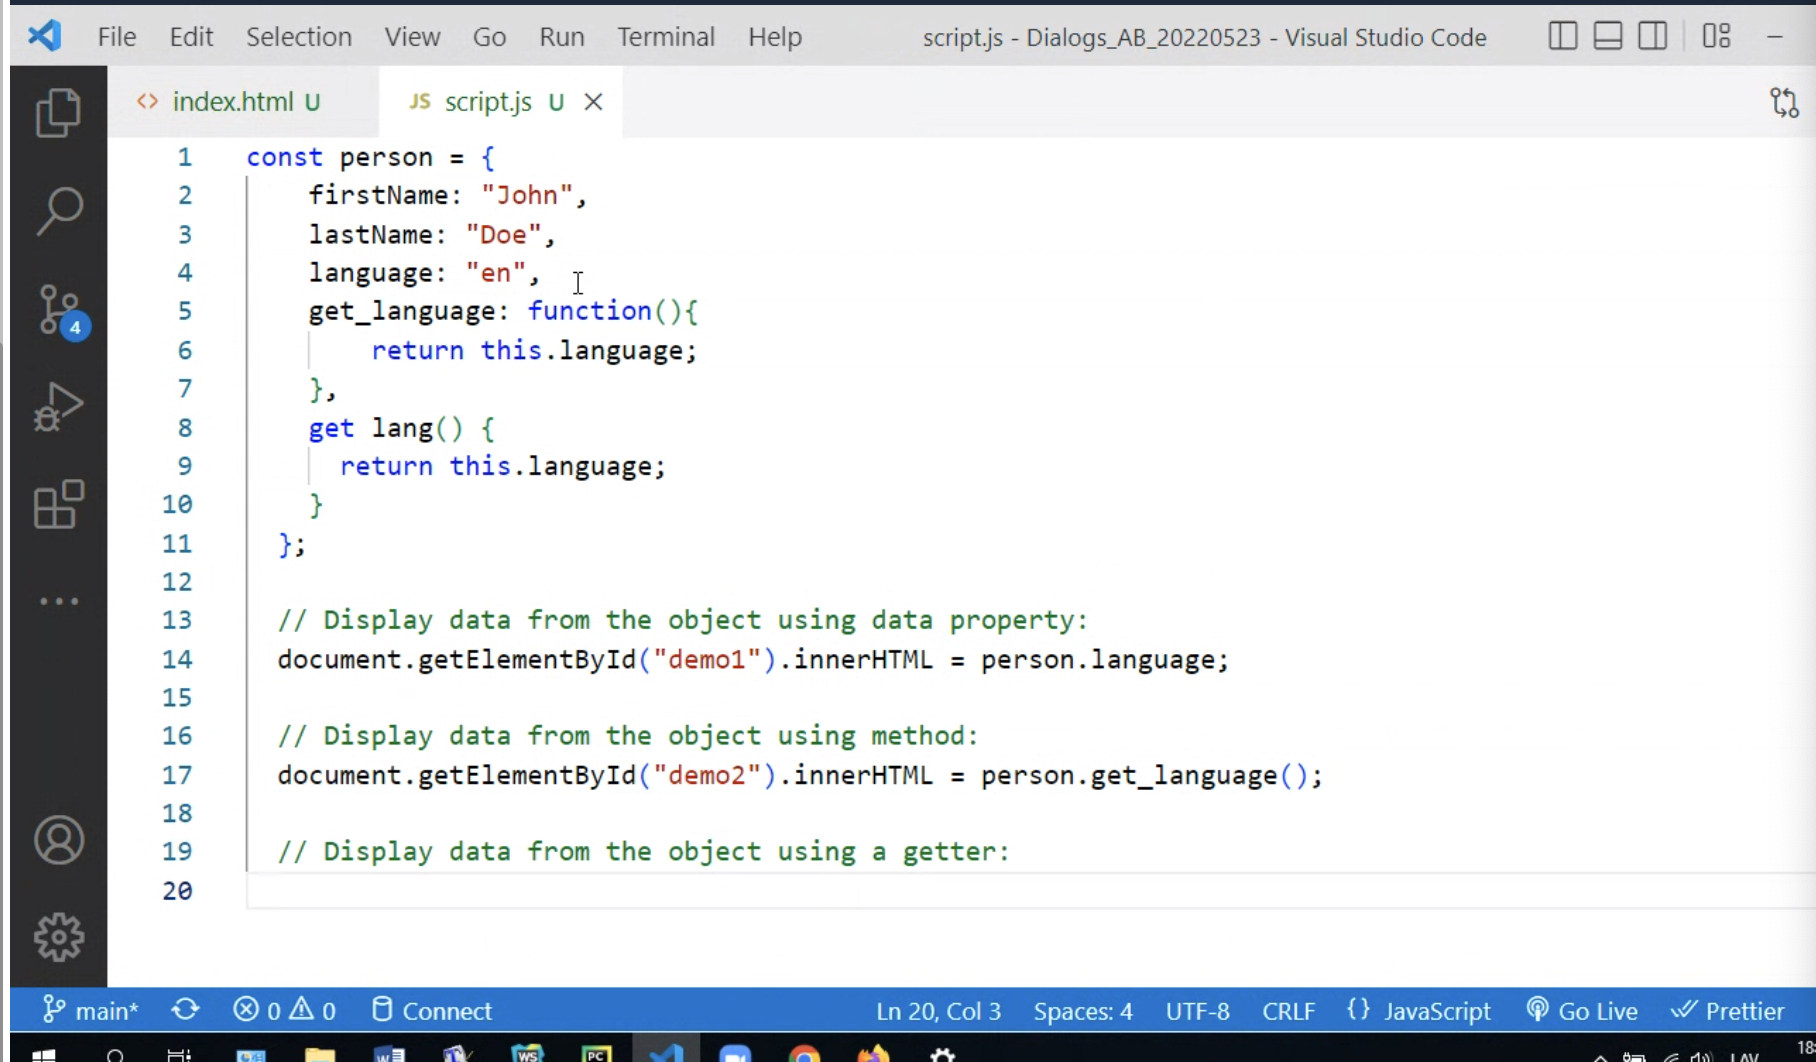 File Edit Selection View Go Run Terminal Help script.js - Dialogs_AB_20220523 - Visual Studio Code
index.html U JS script.js U
1 const person = {
2 firstName: "John",
3 lastName: "Doe",
4 language: "en",
5 get_language: function(){
6 return this.language;
7 },
8 get lang() {
9 return this.language;
10 }
11 };
12
13 // Display data from the object using data property:
14 document.getElementById("demo1").innerHTML = person.language;
15
16 // Display data from the object using method:
17 document.getElementById("demo2").innerHTML = person.get_language();
18
19 // Display data from the object using a getter:
20
4
main* 0 0 Connect Ln 20, Col 3 Spaces: 4 UTF-8 CRLF {} JavaScript Go Live Prettier
WS PC LAV